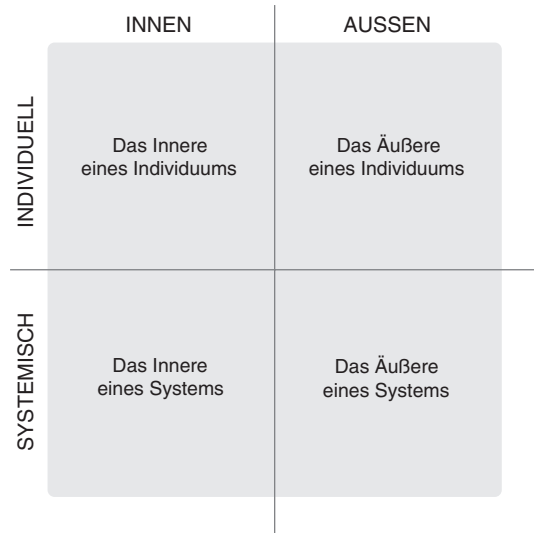 INNEN
AUSSEN
INDIVIDUELL
Das Innere
eines Individuums
Das Äußere
eines Individuums
SYSTEMISCH
Das Innere
eines Systems
Das Äußere
eines Systems